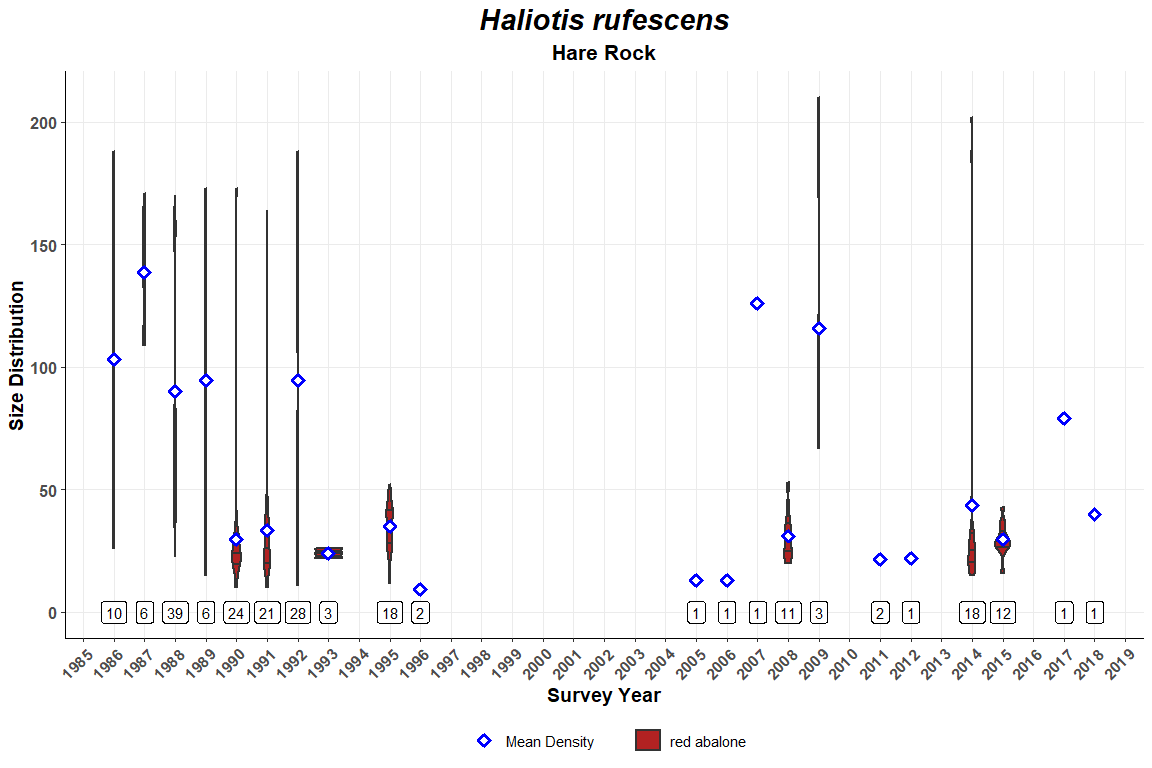 Haliotis rufescens
Hare Rock
Size Distribution
200
150
100
50
0
10 6 39 6 24 21 28 3 18 2 1 1 1 11 3 2 1 18 12 1 1
1985 1986 1987 1988 1989 1990 1991 1992 1993 1994 1995 1996 1997 1998 1999 2000 2001 2002 2003 2004 2005 2006 2007 2008 2009 2010 2011 2012 2013 2014 2015 2016 2017 2018 2019
Survey Year
Mean Density red abalone